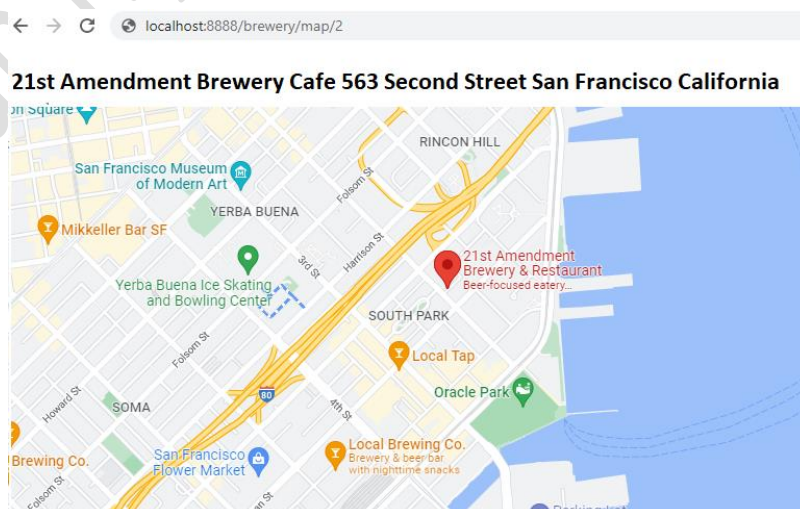 localhost:8888/brewery/map/2
21st Amendment Brewery Cafe 563 Second Street San Francisco California
on Square
RINCON HILL
San Francisco Museum
of Modern Art
Folsom St
YERBA BUENA
Mikkeller Bar SF
Harrison St
3rd St
21st Amendment
Brewery & Restaurant
Beer-focused eatery...
Yerba Buena Ice Skating
and Bowling Center
SOUTH PARK
Folsom St
Local Tap
Oracle Park
80
Howard St
SOMA
4th St
Local Brewing Co.
Brewery & beer bar
with nighttime snacks
San Francisco
Flower Market
Brewing Co.
Folsom St
an St